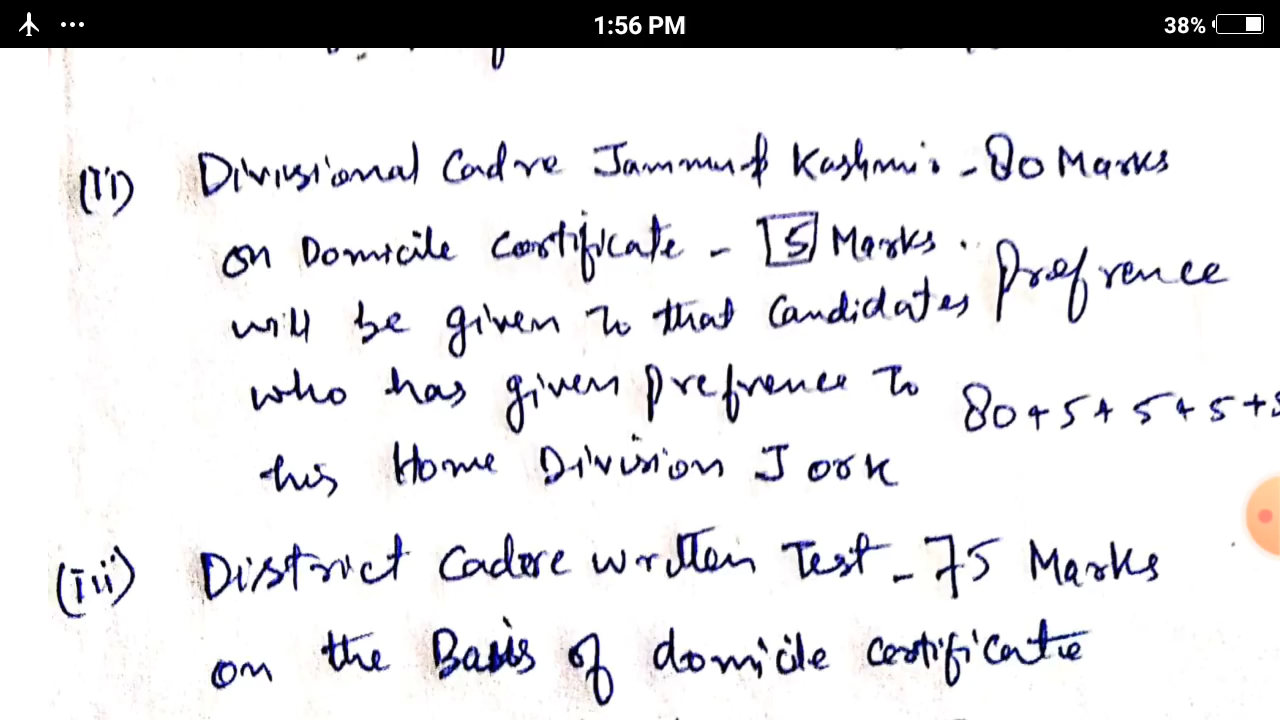 1:56 PM
38%
(ii) Divisional Cadre Jammu & Kashmir - 80 Marks
on Domicile Certificate - 5 Marks. Prefrence
will be given to that Candidates
who has given prefrence to 80+5+5+5+
his Home Division J or K
(iii) District Cadre written Test - 75 Marks
on the Basis of domicile certificate